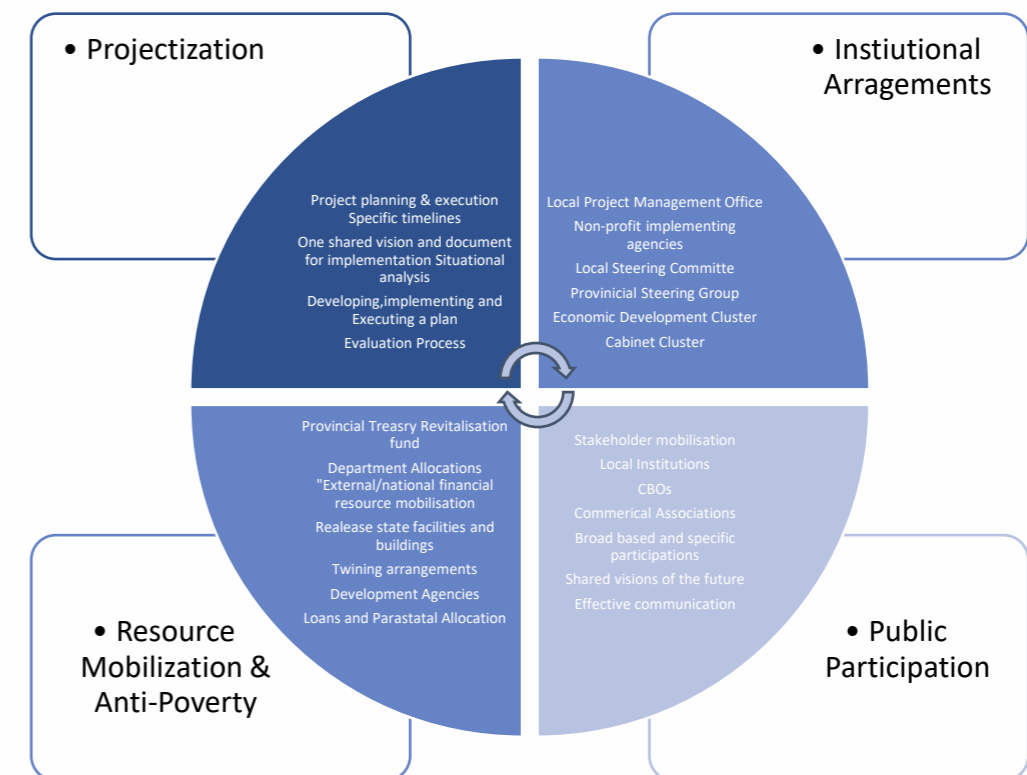 • Projectization
• Instiutional
Arragements
Project planning & execution
Specific timelines
One shared vision and document
for implementation Situational
analysis
Developing,implementing and
Executing a plan
Evaluation Process
Local Project Management Office
Non-profit implementing
agencies
Local Steering Committe
Provinicial Steering Group
Economic Development Cluster
Cabinet Cluster
Provincial Treasry Revitalisation
fund
Department Allocations
"External/national financial
resource mobilisation
Realease state facilities and
buildings
Twining arrangements
Development Agencies
Loans and Parastatal Allocation
Stakeholder mobilisation
Local Institutions
CBOs
Commerical Associations
Broad based and specific
participations
Shared visions of the future
Effective communication
• Resource
Mobilization &
Anti-Poverty
• Public
Participation